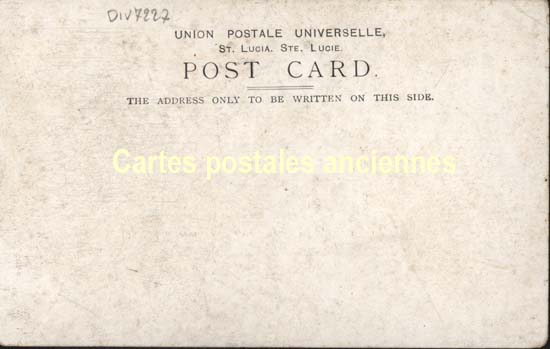 DIV7227
UNION POSTALE UNIVERSELLE,
ST. LUCIA. STE. LUCIE.
POST CARD.
THE ADDRESS ONLY TO BE WRITTEN ON THIS SIDE.
Cartes postales anciennes